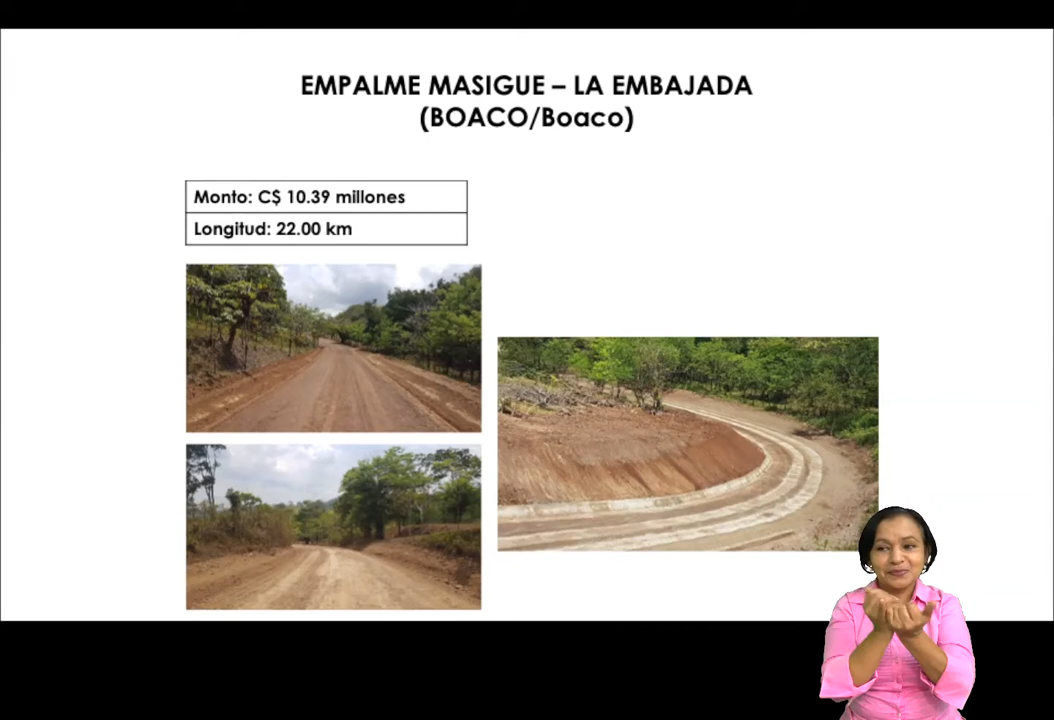 EMPALME MASIGUE – LA EMBAJADA
(BOACO/Boaco)
Monto: C$ 10.39 millones
Longitud: 22.00 km